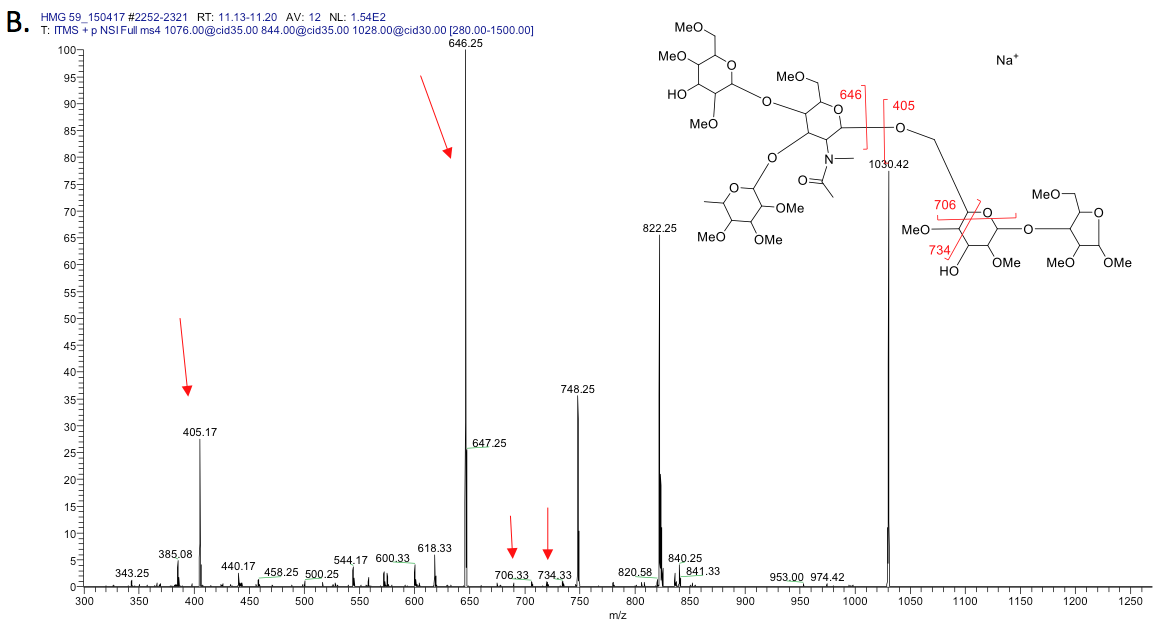 B.
HMG 59_150417 #2252-2321 RT: 11.13-11.20 AV: 12 NL: 1.54E2
T: ITMS + p NSI Full ms4 1076.00@cid35.00 844.00@cid35.00 1028.00@cid30.00 [280.00-1500.00]
646.25
MeO
MeO
O
HO
OMe
O
MeO
O
646
405
O
Na+
1030.42
N
O
O
O
OMe
MeO
OMe
706
734
MeO
O
HO
OMe
O
MeO
O
MeO
OMe
822.25
748.25
405.17
647.25
385.08
343.25
440.17
458.25
500.25
544.17
600.33
618.33
706.33
734.33
820.58
840.25
841.33
953.00
974.42
100
95
90
85
80
75
70
65
60
55
50
45
40
35
30
25
20
15
10
5
0
300 350 400 450 500 550 600 650 700 750 800 850 900 950 1000 1050 1100 1150 1200 1250
m/z